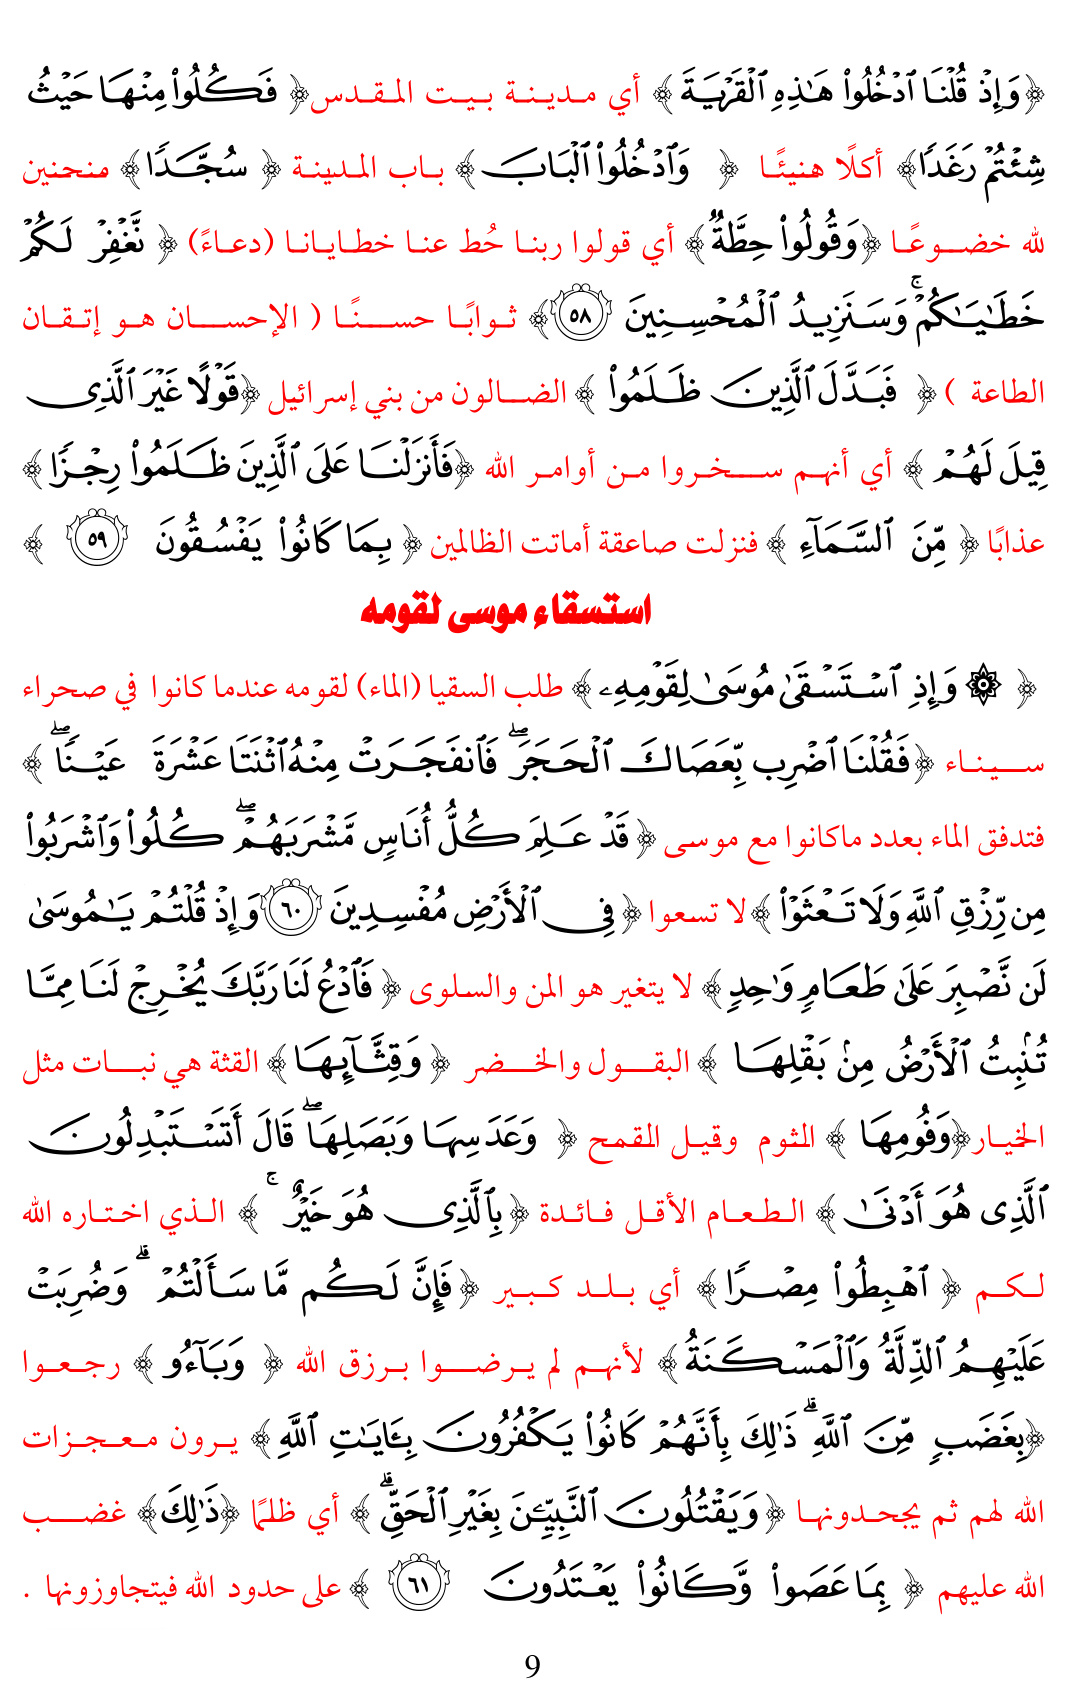 ﴿ وَإِذْ قُلْنَا ٱدْخُلُوا۟ هَـٰذِهِ ٱلْقَرْيَةَ ﴾ أي مدينة بيت المقدس ﴿ فَكُلُوا۟ مِنْهَا حَيْثُ
شِئْتُمْ رَغَدًا ﴾ أكلًا هنيئًا ﴿ وَٱدْخُلُوا۟ ٱلْبَابَ ﴾ باب المدينة ﴿ سُجَّدًا ﴾ منحنين
لله خضوعًا ﴿ وَقُولُوا۟ حِطَّةٌ ﴾ أي قولوا ربنا حُط عنا خطايانا (دعاءً) ﴿ نَّغْفِرْ لَكُمْ
خَطَـٰيَـٰكُمْ ۚ وَسَنَزِيدُ ٱلْمُحْسِنِينَ ٥٨ ﴾ ثوابًا حسنًا ( الإحسان هو إتقان
الطاعة ) ﴿ فَبَدَّلَ ٱلَّذِينَ ظَلَمُوا۟ ﴾ الضالون من بني إسرائيل ﴿ قَوْلًا غَيْرَ ٱلَّذِى
قِيلَ لَهُمْ ﴾ أي أنهم سخروا من أوامر الله ﴿ فَأَنزَلْنَا عَلَى ٱلَّذِينَ ظَلَمُوا۟ رِجْزًا ﴾
عذابًا ﴿ مِّنَ ٱلسَّمَآءِ ﴾ فنزلت صاعقة أماتت الظالمين ﴿ بِمَا كَانُوا۟ يَفْسُقُونَ ٥٩ ﴾
استسقاء موسى لقومه
﴿ ۞ وَإِذِ ٱسْتَسْقَىٰ مُوسَىٰ لِقَوْمِهِۦ ﴾ طلب السقيا (الماء) لقومه عندما كانوا في صحراء
سيناء ﴿ فَقُلْنَا ٱضْرِب بِّعَصَاكَ ٱلْحَجَرَ ۖ فَٱنفَجَرَتْ مِنْهُ ٱثْنَتَا عَشْرَةَ عَيْنًا ۖ ﴾
فتدفق الماء بعدد ماكانوا مع موسى ﴿ قَدْ عَلِمَ كُلُّ أُنَاسٍ مَّشْرَبَهُمْ ۖ كُلُوا۟ وَٱشْرَبُوا۟
مِن رِّزْقِ ٱللَّهِ وَلَا تَعْثَوْا۟ ﴾ لا تسعوا ﴿ فِى ٱلْأَرْضِ مُفْسِدِينَ ٦٠ وَإِذْ قُلْتُمْ يَـٰمُوسَىٰ
لَن نَّصْبِرَ عَلَىٰ طَعَامٍ وَٰحِدٍ ﴾ لا يتغير هو المن والسلوى ﴿ فَٱدْعُ لَنَا رَبَّكَ يُخْرِجْ لَنَا مِمَّا
تُنۢبِتُ ٱلْأَرْضُ مِنۢ بَقْلِهَا ﴾ البقول والخضر ﴿ وَقِثَّآئِهَا ﴾ القثة هي نبات مثل
الخيار ﴿ وَفُومِهَا ﴾ الثوم وقيل القمح ﴿ وَعَدَسِهَا وَبَصَلِهَا ۖ قَالَ أَتَسْتَبْدِلُونَ
ٱلَّذِى هُوَ أَدْنَىٰ ﴾ الطعام الأقل فائدة ﴿ بِٱلَّذِى هُوَ خَيْرٌ ۚ ﴾ الذي اختاره الله
لكم ﴿ ٱهْبِطُوا۟ مِصْرًا ﴾ أي بلد كبير ﴿ فَإِنَّ لَكُم مَّا سَأَلْتُمْ ۗ وَضُرِبَتْ
عَلَيْهِمُ ٱلذِّلَّةُ وَٱلْمَسْكَنَةُ ﴾ لأنهم لم يرضوا برزق الله ﴿ وَبَآءُو ﴾ رجعوا
﴿ بِغَضَبٍ مِّنَ ٱللَّهِ ۗ ذَٰلِكَ بِأَنَّهُمْ كَانُوا۟ يَكْفُرُونَ بِـَٔايَـٰتِ ٱللَّهِ ﴾ يرون معجزات
الله لهم ثم يجحدونها ﴿ وَيَقْتُلُونَ ٱلنَّبِيِّـۧنَ بِغَيْرِ ٱلْحَقِّ ۗ ﴾ أي ظلمًا ﴿ ذَٰلِكَ ﴾ غضب
الله عليهم ﴿ بِمَا عَصَوا۟ وَّكَانُوا۟ يَعْتَدُونَ ٦١ ﴾ على حدود الله فيتجاوزونها .
9